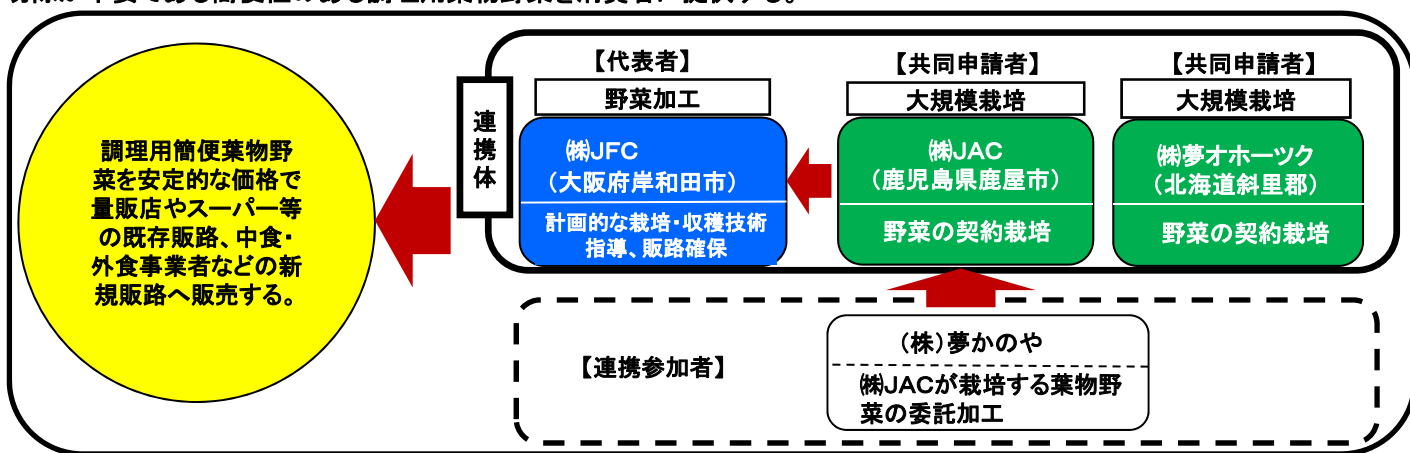 【代表者】
野菜加工
㈱JFC
(大阪府岸和田市)
計画的な栽培・収穫技術
指導、販路確保
【共同申請者】
大規模栽培
㈱JAC
(鹿児島県鹿屋市)
野菜の契約栽培
【共同申請者】
大規模栽培
㈱夢オホーツク
(北海道斜里郡)
野菜の契約栽培
連携体
調理用簡便葉物野
菜を安定的な価格で
量販店やスーパー等
の既存販路、中食・
外食事業者などの新
規販路へ販売する。
【連携参加者】
(株)夢かのや
㈱JACが栽培する葉物野
菜の委託加工